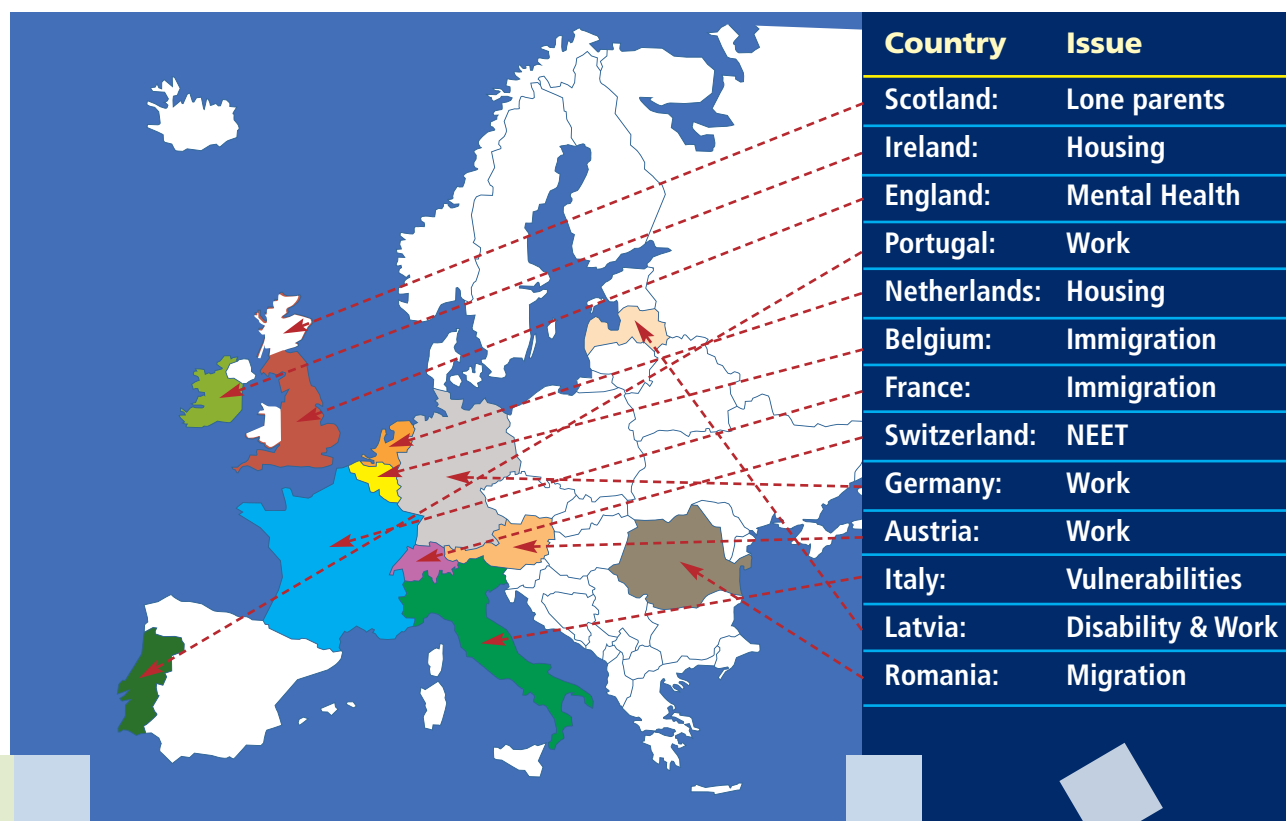 Country Issue
Scotland: Lone parents
Ireland: Housing
England: Mental Health
Portugal: Work
Netherlands: Housing
Belgium: Immigration
France: Immigration
Switzerland: NEET
Germany: Work
Austria: Work
Italy: Vulnerabilities
Latvia: Disability & Work
Romania: Migration